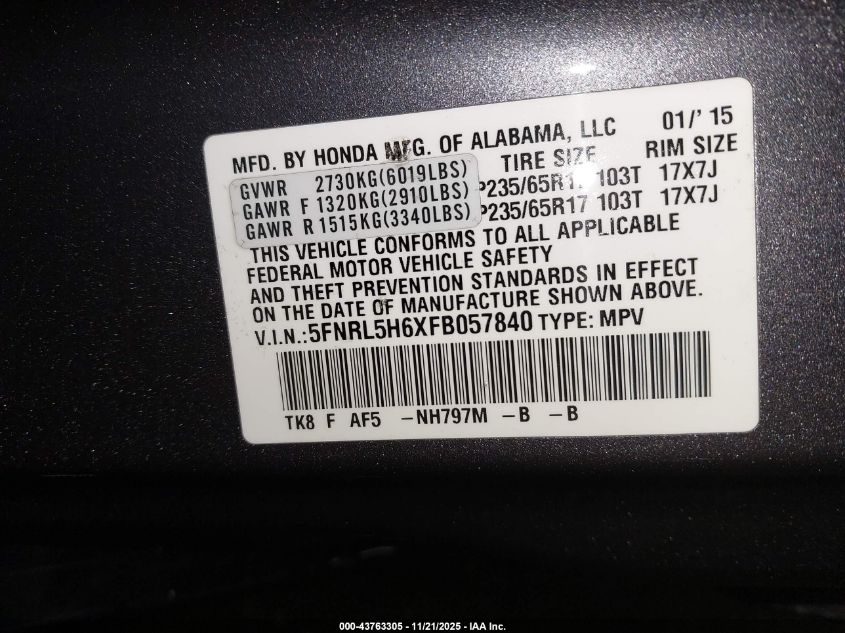 MFD. BY HONDA MFG. OF ALABAMA, LLC 01/' 15
TIRE SIZE RIM SIZE
GVWR 2730KG(6019LBS)
GAWR F 1320KG(2910LBS) P235/65R17 103T 17X7J
GAWR R 1515KG(3340LBS) P235/65R17 103T 17X7J
THIS VEHICLE CONFORMS TO ALL APPLICABLE
FEDERAL MOTOR VEHICLE SAFETY
AND THEFT PREVENTION STANDARDS IN EFFECT
ON THE DATE OF MANUFACTURE SHOWN ABOVE.
V.I.N.:5FNRL5H6XFB057840 TYPE: MPV
TK8 F AF5 -NH797M -B -B
000-43763305 - 11/21/2025 - IAA Inc.